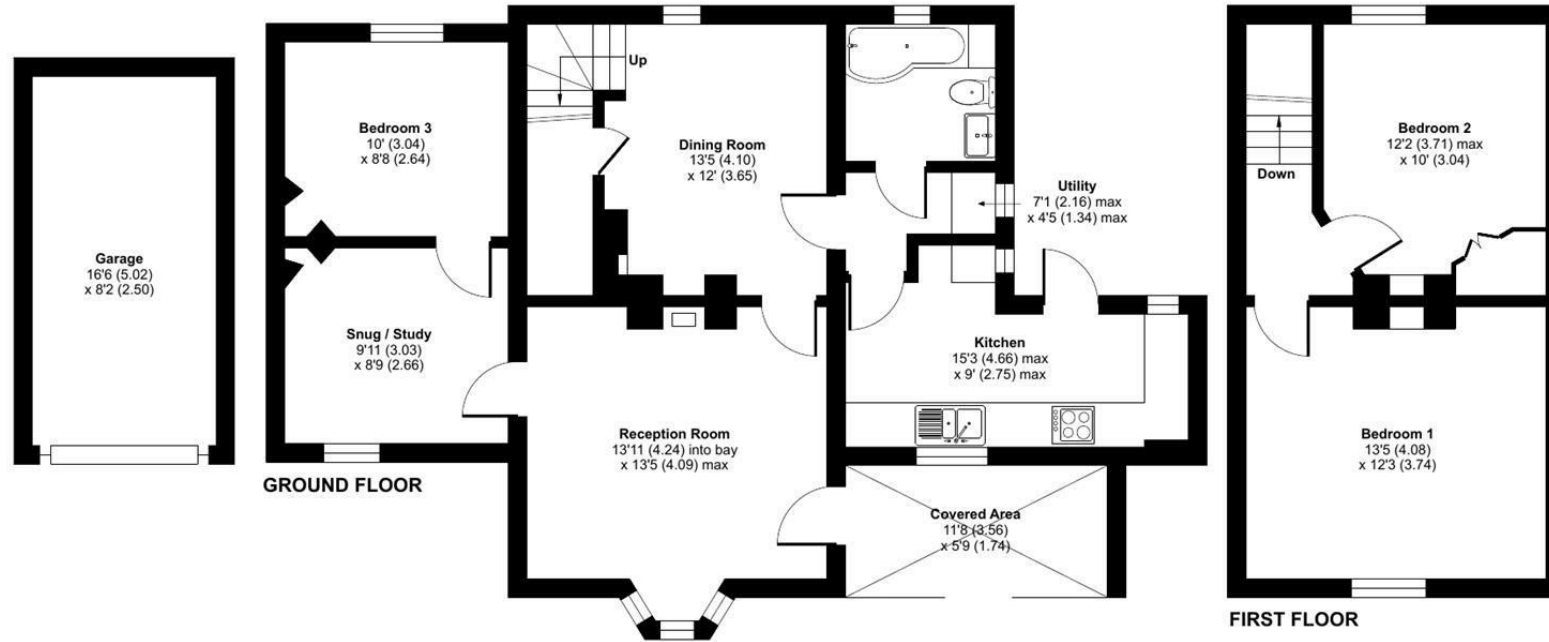 Garage
16'6 (5.02)
x 8'2 (2.50)
Bedroom 3
10' (3.04)
x 8'8 (2.64)
Snug / Study
9'11 (3.03)
x 8'9 (2.66)
GROUND FLOOR
Up
Dining Room
13'5 (4.10)
x 12' (3.65)
Reception Room
13'11 (4.24) into bay
x 13'5 (4.09) max
Utility
7'1 (2.16) max
x 4'5 (1.34) max
Kitchen
15'3 (4.66) max
x 9' (2.75) max
Covered Area
11'8 (3.56)
x 5'9 (1.74)
Down
Bedroom 2
12'2 (3.71) max
x 10' (3.04)
Bedroom 1
13'5 (4.08)
x 12'3 (3.74)
FIRST FLOOR